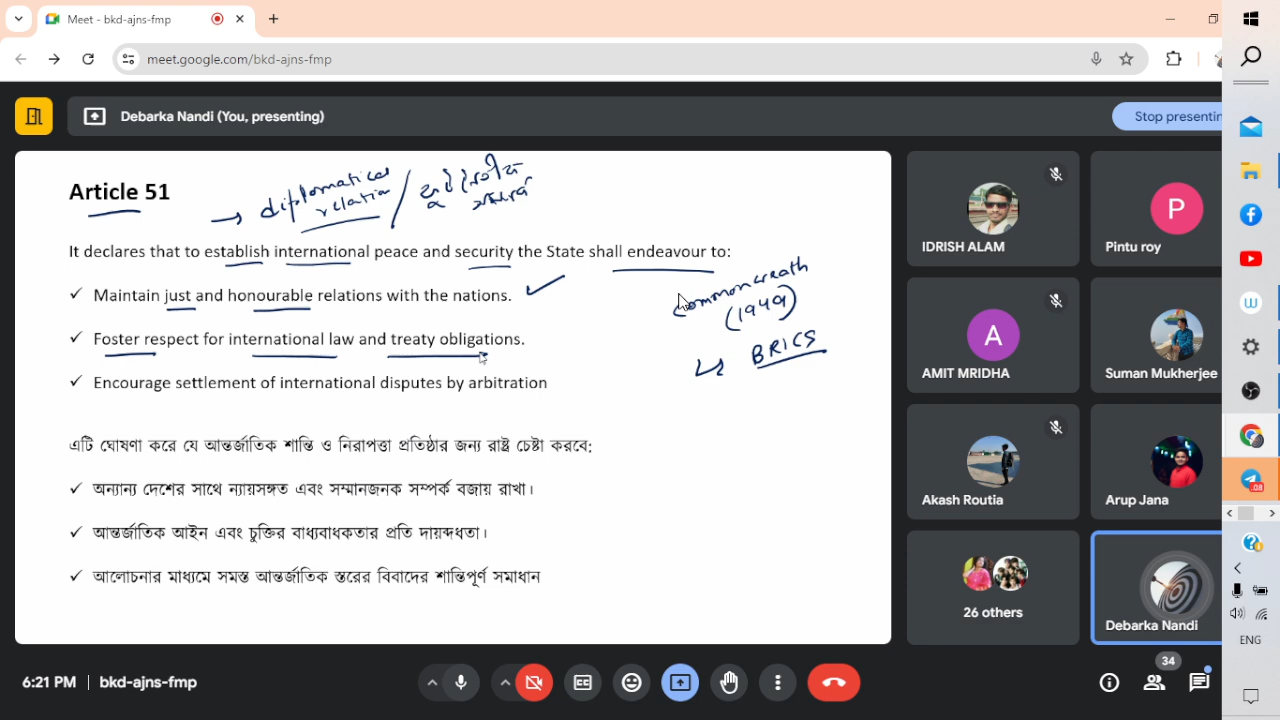 Meet - bkd-ajns-fmp
meet.google.com/bkd-ajns-fmp
Debarka Nandi (You, presenting)
Stop presentin
Article 51
diplomatical
relation /
It declares that to establish international peace and security the State shall endeavour to:
✓ Maintain just and honourable relations with the nations.
commonwealth
(1949)
✓ Foster respect for international law and treaty obligations.
BRICS
✓ Encourage settlement of international disputes by arbitration
এটি ঘোষণা করে যে আন্তর্জাতিক শান্তি ও নিরাপত্তা প্রতিষ্ঠার জন্য রাষ্ট্র চেষ্টা করবে:
✓ অন্যান্য দেশের সাথে ন্যায়সঙ্গত এবং সম্মানজনক সম্পর্ক বজায় রাখা।
✓ আন্তর্জাতিক আইন এবং চুক্তির বাধ্যবাধকতার প্রতি দায়বদ্ধতা।
✓ আলোচনার মাধ্যমে সমস্ত আন্তর্জাতিক স্তরের বিবাদের শান্তিপূর্ণ সমাধান
IDRISH ALAM
P
Pintu roy
A
AMIT MRIDHA
Suman Mukherjee
Akash Routia
Arup Jana
26 others
Debarka Nandi
6:21 PM | bkd-ajns-fmp
34
.08
ENG